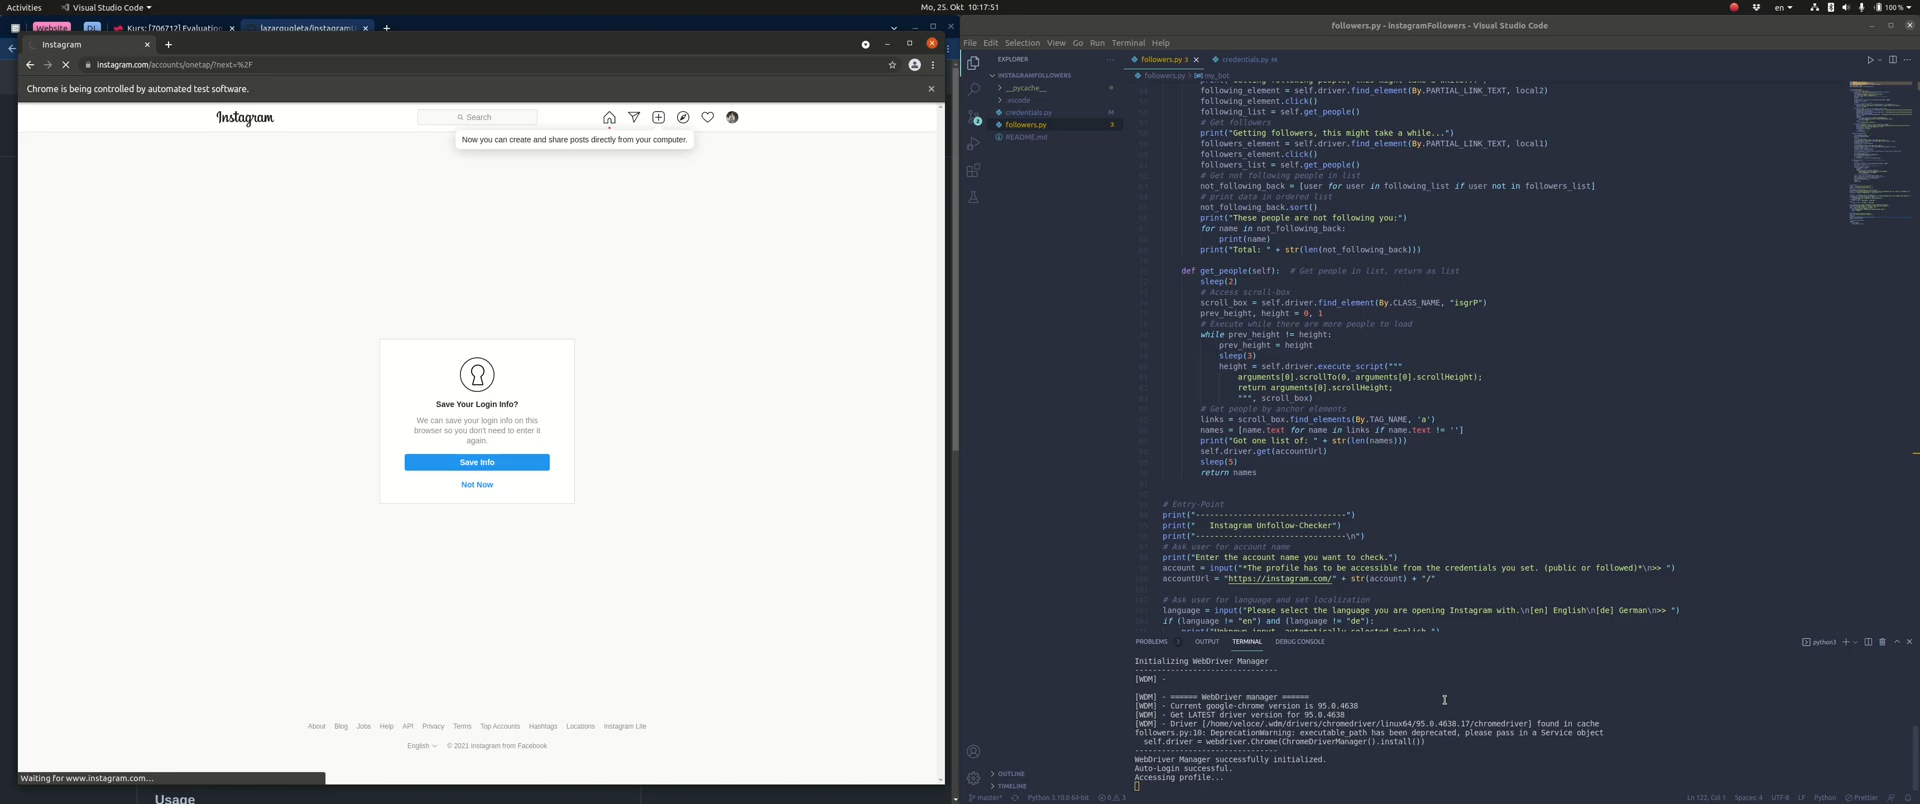 Activities
Visual Studio Code
Mo, 25. Okt 10:17:51
en
100 %
Website
DL
Kurs: [706712] Evaluation
lazargugleta/instagramU
Instagram
instagram.com/accounts/onetap/?next=%2F
Chrome is being controlled by automated test software.
Instagram
Search
Now you can create and share posts directly from your computer.
Save Your Login Info?
We can save your login info on this
browser so you don't need to enter it
again.
Save Info
Not Now
About Blog Jobs Help API Privacy Terms Top Accounts Hashtags Locations Instagram Lite
English © 2021 Instagram from Facebook
Waiting for www.instagram.com...
Usage
followers.py - instagramFollowers - Visual Studio Code
File Edit Selection View Go Run Terminal Help
EXPLORER
INSTAGRAMFOLLOWERS
__pycache__
.vscode
credentials.py M
followers.py 3
README.md
OUTLINE
TIMELINE
followers.py 3
credentials.py M
followers.py > my_bot
following_element = self.driver.find_element(By.PARTIAL_LINK_TEXT, local2)
following_element.click()
following_list = self.get_people()
# Get followers
print("Getting followers, this might take a while...")
followers_element = self.driver.find_element(By.PARTIAL_LINK_TEXT, local1)
followers_element.click()
followers_list = self.get_people()
# Get not following people in list
not_following_back = [user for user in following_list if user not in followers_list]
# print data in ordered list
not_following_back.sort()
print("These people are not following you:")
for name in not_following_back:
print(name)
print("Total: " + str(len(not_following_back)))
def get_people(self): # Get people in list, return as list
sleep(2)
# Access scroll-box
scroll_box = self.driver.find_element(By.CLASS_NAME, "isgrP")
prev_height, height = 0, 1
# Execute while there are more people to load
while prev_height != height:
prev_height = height
sleep(3)
height = self.driver.execute_script("""
arguments[0].scrollTo(0, arguments[0].scrollHeight);
return arguments[0].scrollHeight;
""", scroll_box)
# Get people by anchor elements
links = scroll_box.find_elements(By.TAG_NAME, 'a')
names = [name.text for name in links if name.text != '']
print("Got one list of: " + str(len(names)))
self.driver.get(accountUrl)
sleep(5)
return names
# Entry-Point
print("--------------------------------")
print("   Instagram Unfollow-Checker")
print("--------------------------------\n")
# Ask user for account name
print("Enter the account name you want to check.")
account = input("*The profile has to be accessible from the credentials you set. (public or followed)*\n>> ")
accountUrl = "https://instagram.com/" + str(account) + "/"
# Ask user for language and set localization
language = input("Please select the language you are opening Instagram with.\n[en] English\n[de] German\n>> ")
if (language != "en") and (language != "de"):
PROBLEMS 3 OUTPUT TERMINAL DEBUG CONSOLE
python3
Initializing WebDriver Manager
--------------------------------
[WDM] -
[WDM] - ====== WebDriver manager ======
[WDM] - Current google-chrome version is 95.0.4638
[WDM] - Get LATEST driver version for 95.0.4638
[WDM] - Driver [/home/veloce/.wdm/drivers/chromedriver/linux64/95.0.4638.17/chromedriver] found in cache
followers.py:10: DeprecationWarning: executable_path has been deprecated, please pass in a Service object
self.driver = webdriver.Chrome(ChromeDriverManager().install())
--------------------------------
WebDriver Manager successfully initialized.
Auto-Login successful.
Accessing profile...
master* Python 3.10.0 64-bit 0 3
Ln 122, Col 1 Spaces: 4 UTF-8 LF Python Prettier